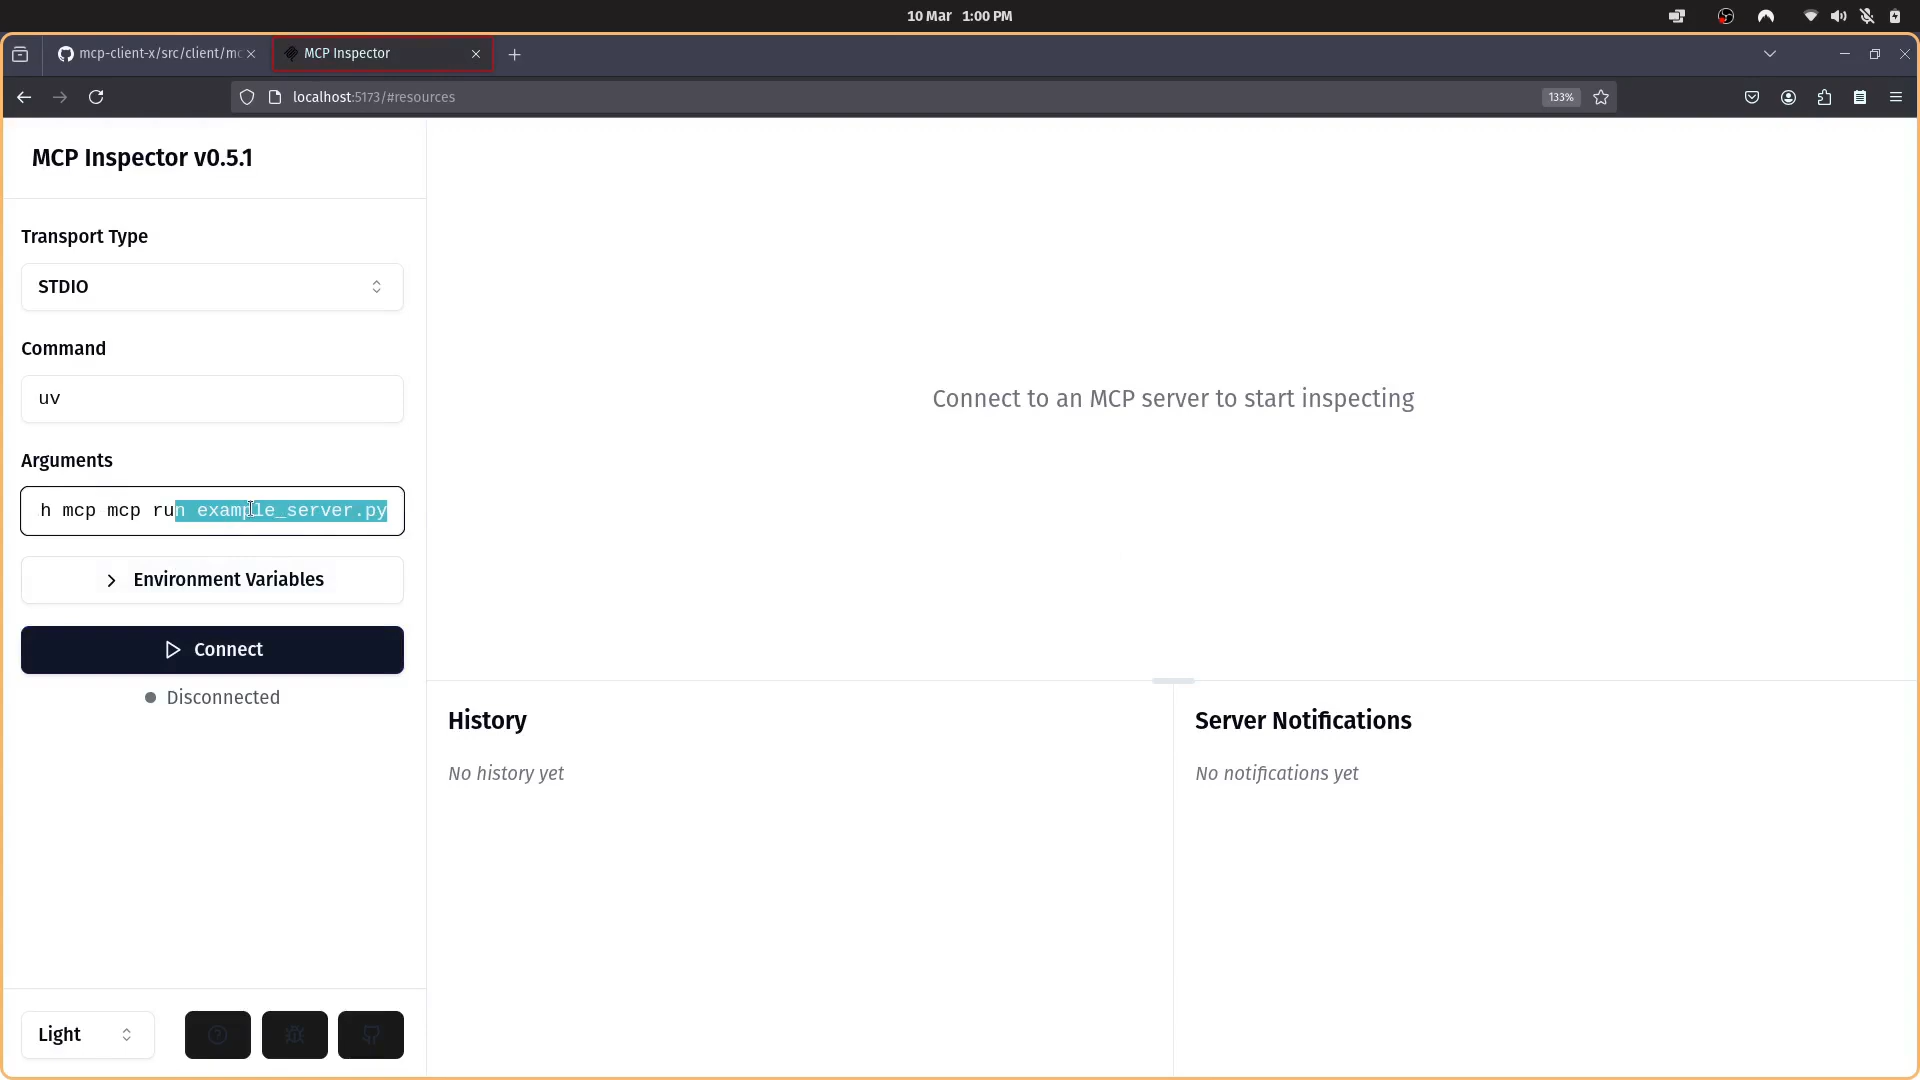 10 Mar 1:00 PM
mcp-client-x/src/client/mc
MCP Inspector
localhost:5173/#resources
133%
MCP Inspector v0.5.1
Transport Type
STDIO
Command
uv
Arguments
h mcp mcp run example_server.py
Environment Variables
Connect
Disconnected
Connect to an MCP server to start inspecting
History
No history yet
Server Notifications
No notifications yet
Light